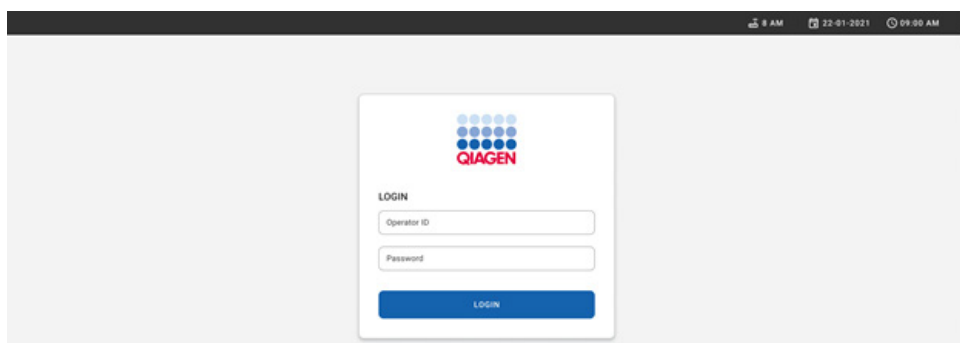 8 AM 22-01-2021 09:00 AM
QIAGEN
LOGIN
Operator ID
Password
LOGIN